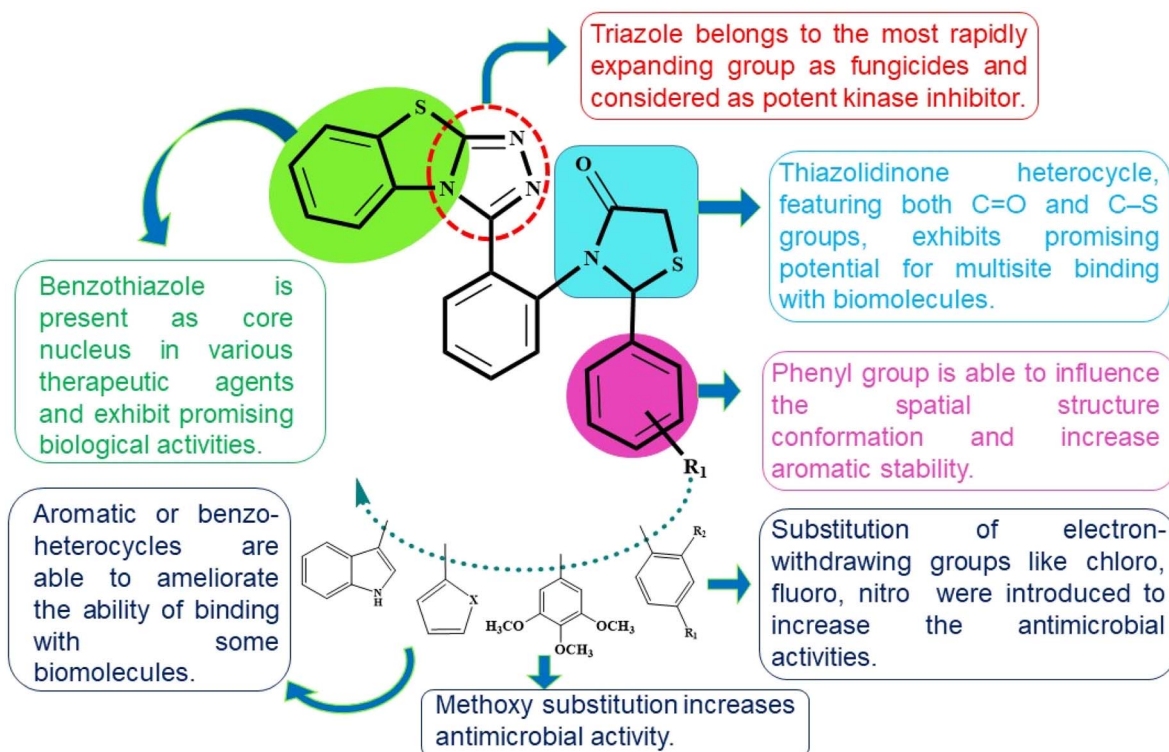 Triazole belongs to the most rapidly
expanding group as fungicides and
considered as potent kinase inhibitor.
S
N
N
N
O
N
S
Thiazolidinone heterocycle,
featuring both C=O and C–S
groups, exhibits promising
potential for multisite binding
with biomolecules.
Benzothiazole is
present as core
nucleus in various
therapeutic agents
and exhibit promising
biological activities.
Phenyl group is able to influence
the spatial structure
conformation and increase
aromatic stability.
R₁
Aromatic or benzo-
heterocycles are
able to ameliorate
the ability of binding
with some
biomolecules.
N
H
X
H₃CO
OCH₃
OCH₃
R₂
R₁
Substitution of electron-
withdrawing groups like chloro,
fluoro, nitro were introduced to
increase the antimicrobial
activities.
Methoxy substitution increases
antimicrobial activity.